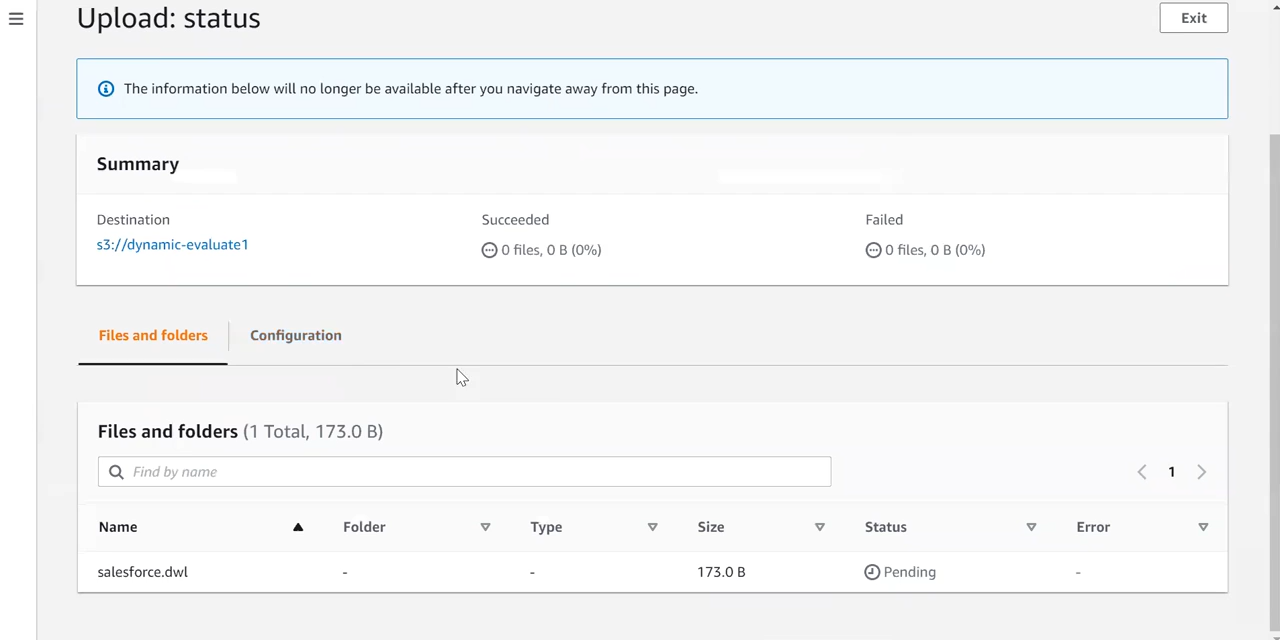 Upload: status
Exit
The information below will no longer be available after you navigate away from this page.
Summary
Destination
Succeeded
Failed
s3://dynamic-evaluate1
0 files, 0 B (0%)
0 files, 0 B (0%)
Files and folders
Configuration
Files and folders (1 Total, 173.0 B)
Find by name
1
Name
Folder
Type
Size
Status
Error
salesforce.dwl
-
-
173.0 B
Pending
-